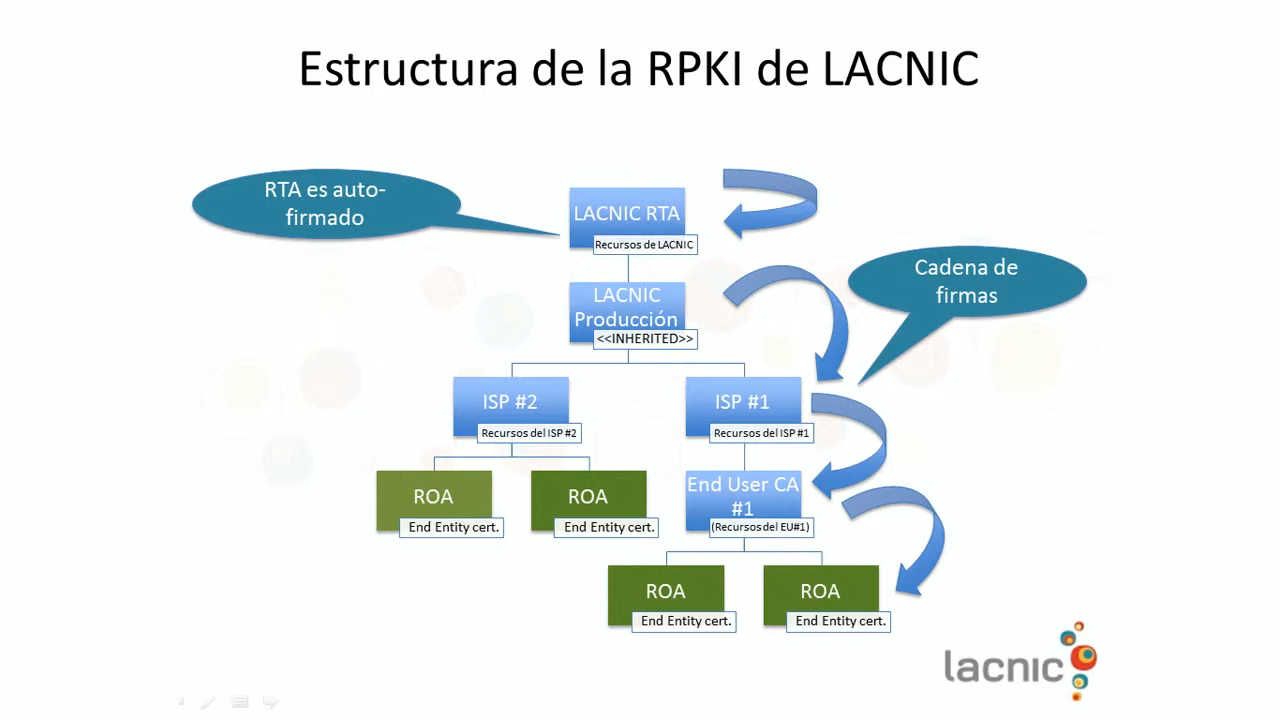 Estructura de la RPKI de LACNIC
RTA es auto-
firmado
LACNIC RTA
Recursos de LACNIC
LACNIC
Producción
<<INHERITED>>
Cadena de
firmas
ISP #2
Recursos del ISP #2
ISP #1
Recursos del ISP #1
ROA
End Entity cert.
ROA
End Entity cert.
End User CA
#1
(Recursos del EU#1)
ROA
End Entity cert.
ROA
End Entity cert.
lacnic